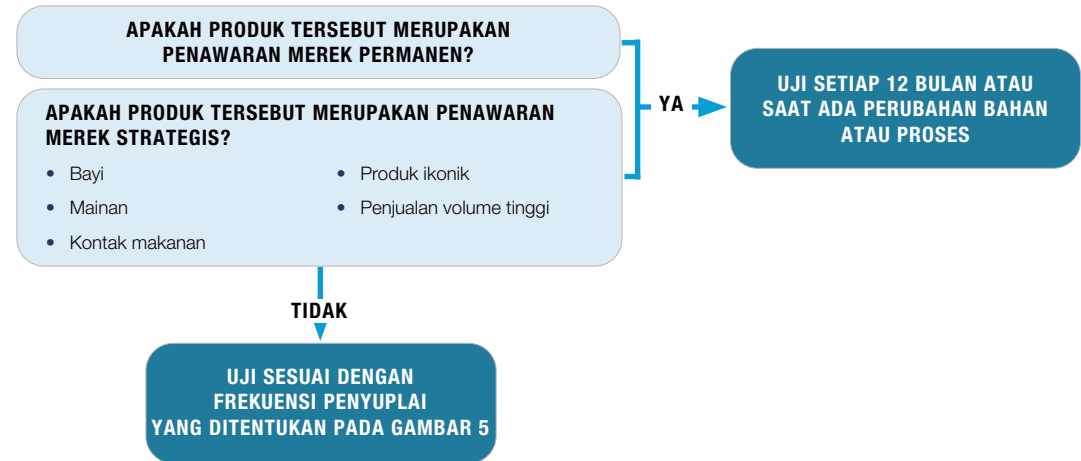 APAKAH PRODUK TERSEBUT MERUPAKAN
PENAWARAN MEREK PERMANEN?
APAKAH PRODUK TERSEBUT MERUPAKAN PENAWARAN
MEREK STRATEGIS?
• Bayi
• Mainan
• Kontak makanan
• Produk ikonik
• Penjualan volume tinggi
YA
UJI SETIAP 12 BULAN ATAU
SAAT ADA PERUBAHAN BAHAN
ATAU PROSES
TIDAK
UJI SESUAI DENGAN
FREKUENSI PENYUPLAI
YANG DITENTUKAN PADA GAMBAR 5